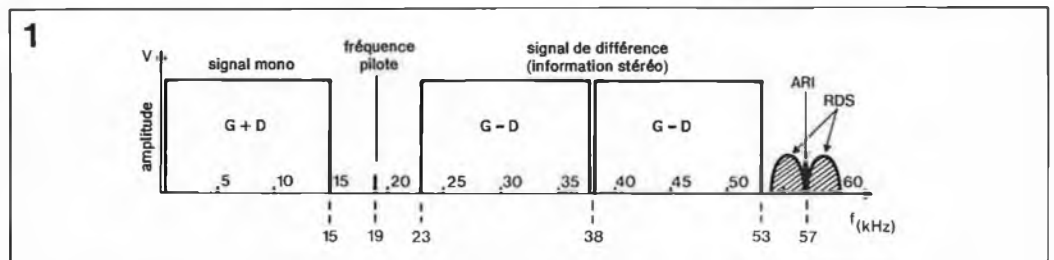 1
V
amplitude
signal mono
fréquence
pilote
signal de différence
(information stéréo)
ARI
RDS
G + D
G – D
G – D
5 10 15 20 25 30 35 40 45 50 60
f(kHz)
15 19 23 38 53 57